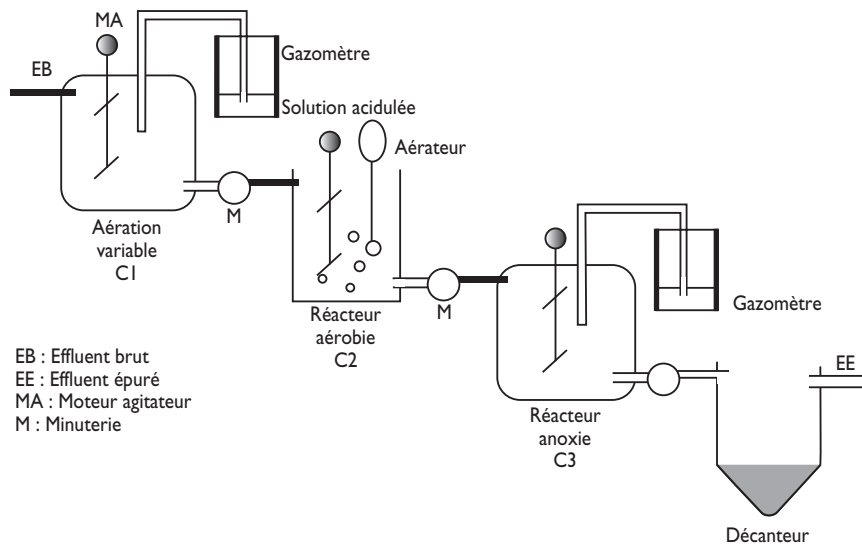 MA
EB
Gazomètre
Solution acidulée
Aérateur
M
Aération
variable
C1
Réacteur
aérobie
C2
M
Gazomètre
EB : Effluent brut
EE : Effluent épuré
MA : Moteur agitateur
M : Minuterie
Réacteur
anoxie
C3
EE
Décanteur